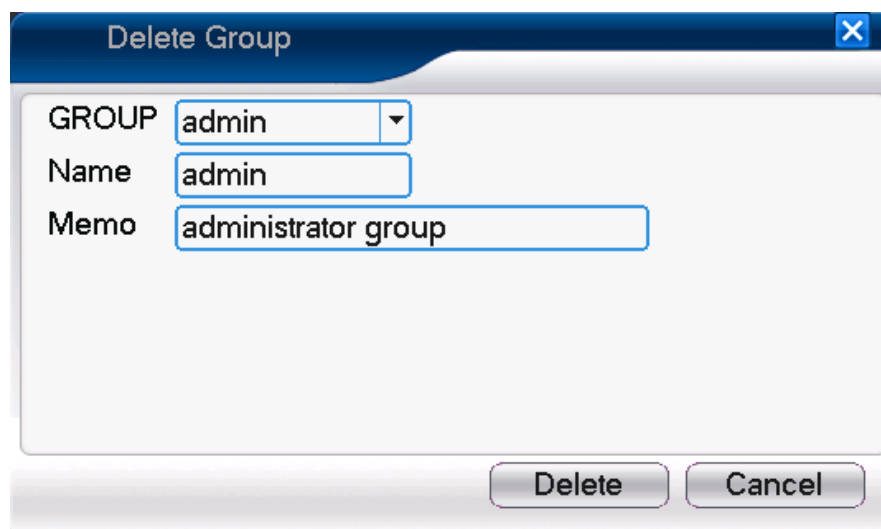 Delete Group
GROUP admin
Name admin
Memo administrator group
Delete Cancel